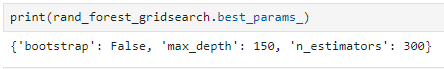 print(rand_forest_gridsearch.best_params_)
{'bootstrap': False, 'max_depth': 150, 'n_estimators': 300}